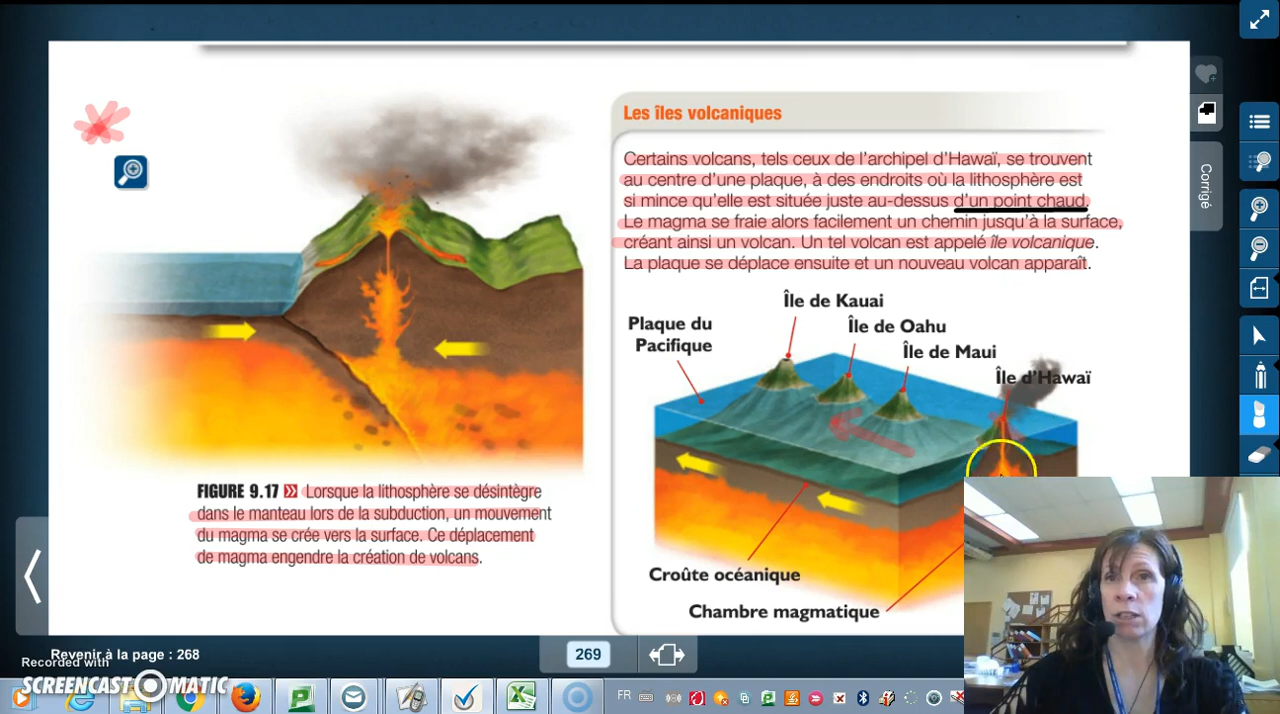 Les îles volcaniques
Certains volcans, tels ceux de l'archipel d'Hawaï, se trouvent
au centre d'une plaque, à des endroits où la lithosphère est
si mince qu'elle est située juste au-dessus d'un point chaud.
Le magma se fraie alors facilement un chemin jusqu'à la surface,
créant ainsi un volcan. Un tel volcan est appelé île volcanique.
La plaque se déplace ensuite et un nouveau volcan apparaît.
Île de Kauai
Plaque du
Pacifique
Île de Oahu
Île de Maui
Île d'Hawaï
Croûte océanique
Chambre magmatique
FIGURE 9.17 Lorsque la lithosphère se désintègre
dans le manteau lors de la subduction, un mouvement
du magma se crée vers la surface. Ce déplacement
de magma engendre la création de volcans.
Corrigé
Revenir à la page : 268
269
Recorded with
SCREENCAST-O-MATIC
FR